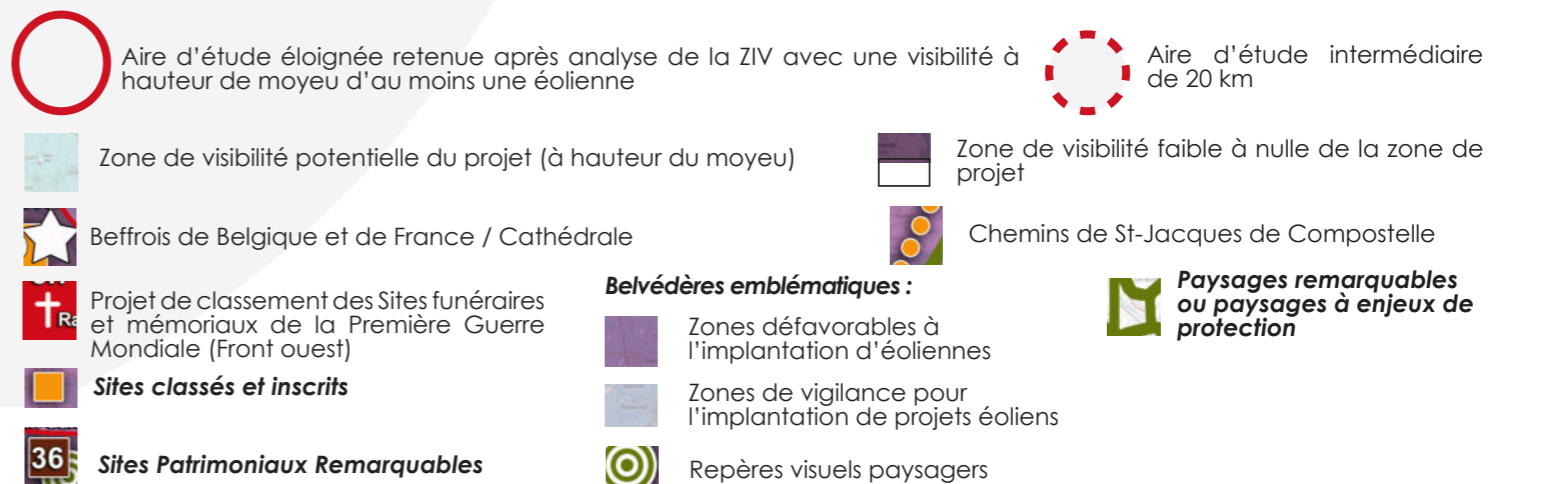 Aire d'étude éloignée retenue après analyse de la ZIV avec une visibilité à
hauteur de moyeu d'au moins une éolienne
Aire d'étude intermédiaire
de 20 km
Zone de visibilité potentielle du projet (à hauteur du moyeu)
Zone de visibilité faible à nulle de la zone de
projet
Beffrois de Belgique et de France / Cathédrale
Chemins de St-Jacques de Compostelle
Projet de classement des Sites funéraires
et mémoriaux de la Première Guerre
Mondiale (Front ouest)
Sites classés et inscrits
36
Sites Patrimoniaux Remarquables
Belvédères emblématiques :
Zones défavorables à
l'implantation d'éoliennes
Zones de vigilance pour
l'implantation de projets éoliens
Repères visuels paysagers
Paysages remarquables
ou paysages à enjeux de
protection